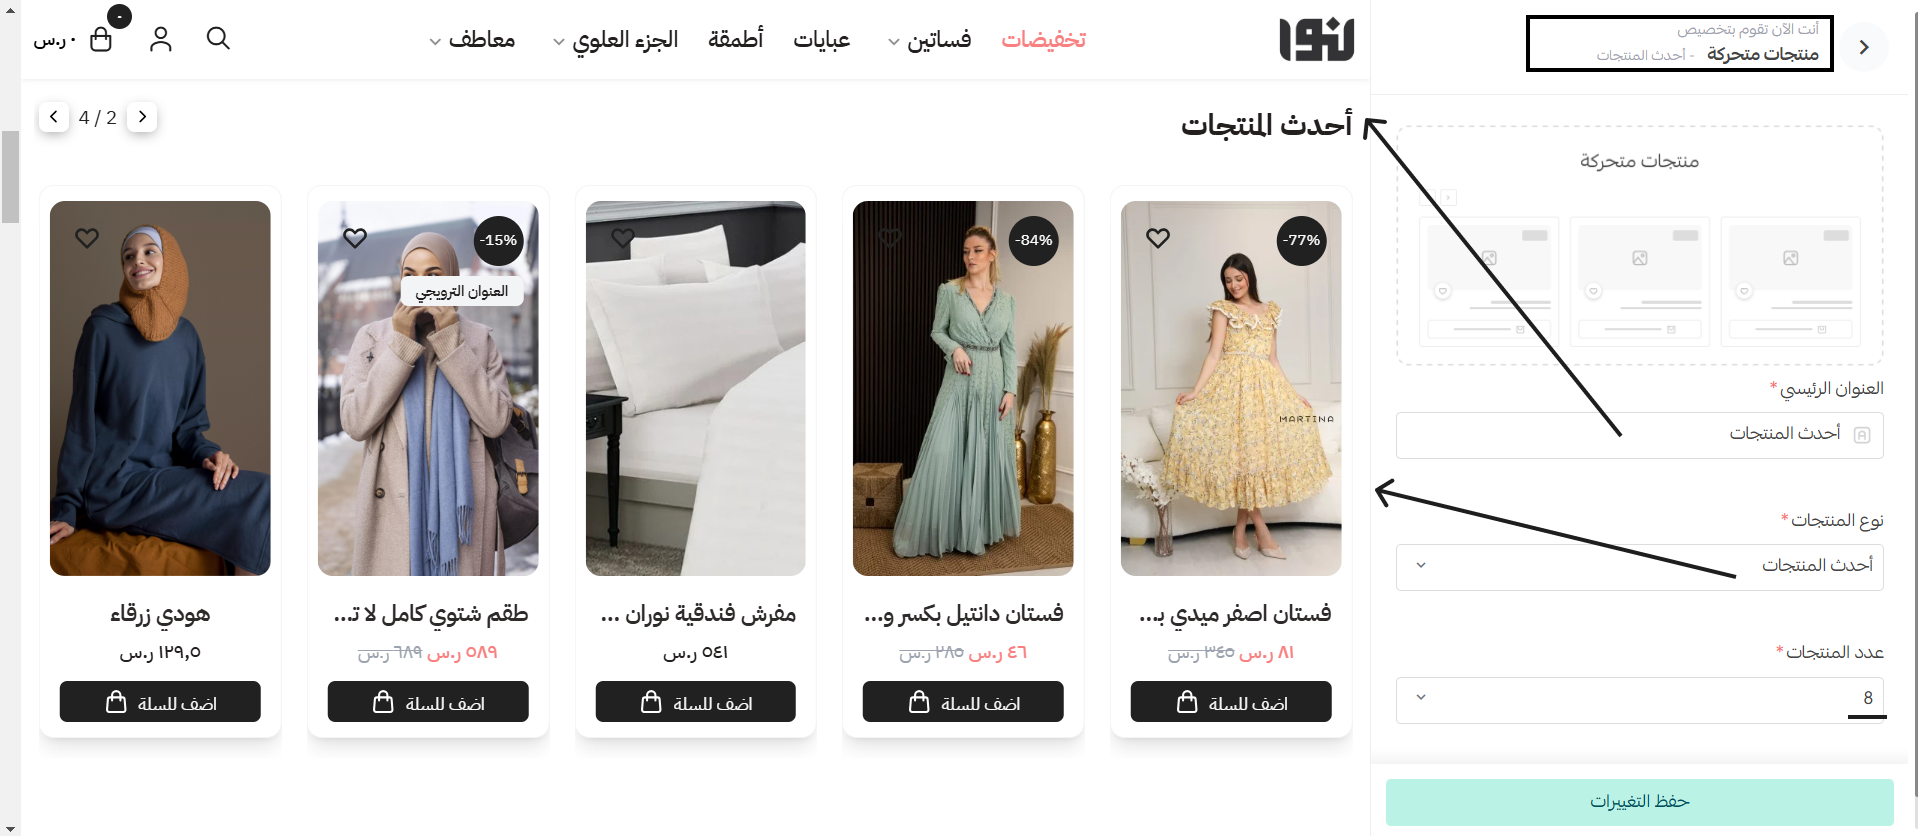 أنت الآن تقوم بتخصيص
منتجات متحركة - أحدث المنتجات
منتجات متحركة
العنوان الرئيسي *
أحدث المنتجات
نوع المنتجات *
أحدث المنتجات
عدد المنتجات *
8
حفظ التغييرات
تخفيضات
فساتين
عبايات
أطمقة
الجزء العلوي
معاطف
٠ ر.س
أحدث المنتجات
4 / 2
-77%
MARTINA
فستان اصفر ميدي بـ...
٨١ ر.س ٣٤٥ ر.س
اضف للسلة
-84%
فستان دانتيل بكسر و...
٤٦ ر.س ٢٨٥ ر.س
اضف للسلة
مفرش فندقية نوران ...
٥٤١ ر.س
اضف للسلة
-15%
العنوان الترويجي
طقم شتوي كامل لا تـ...
٥٨٩ ر.س ٦٨٩ ر.س
اضف للسلة
هودي زرقاء
١٢٩,٥ ر.س
اضف للسلة